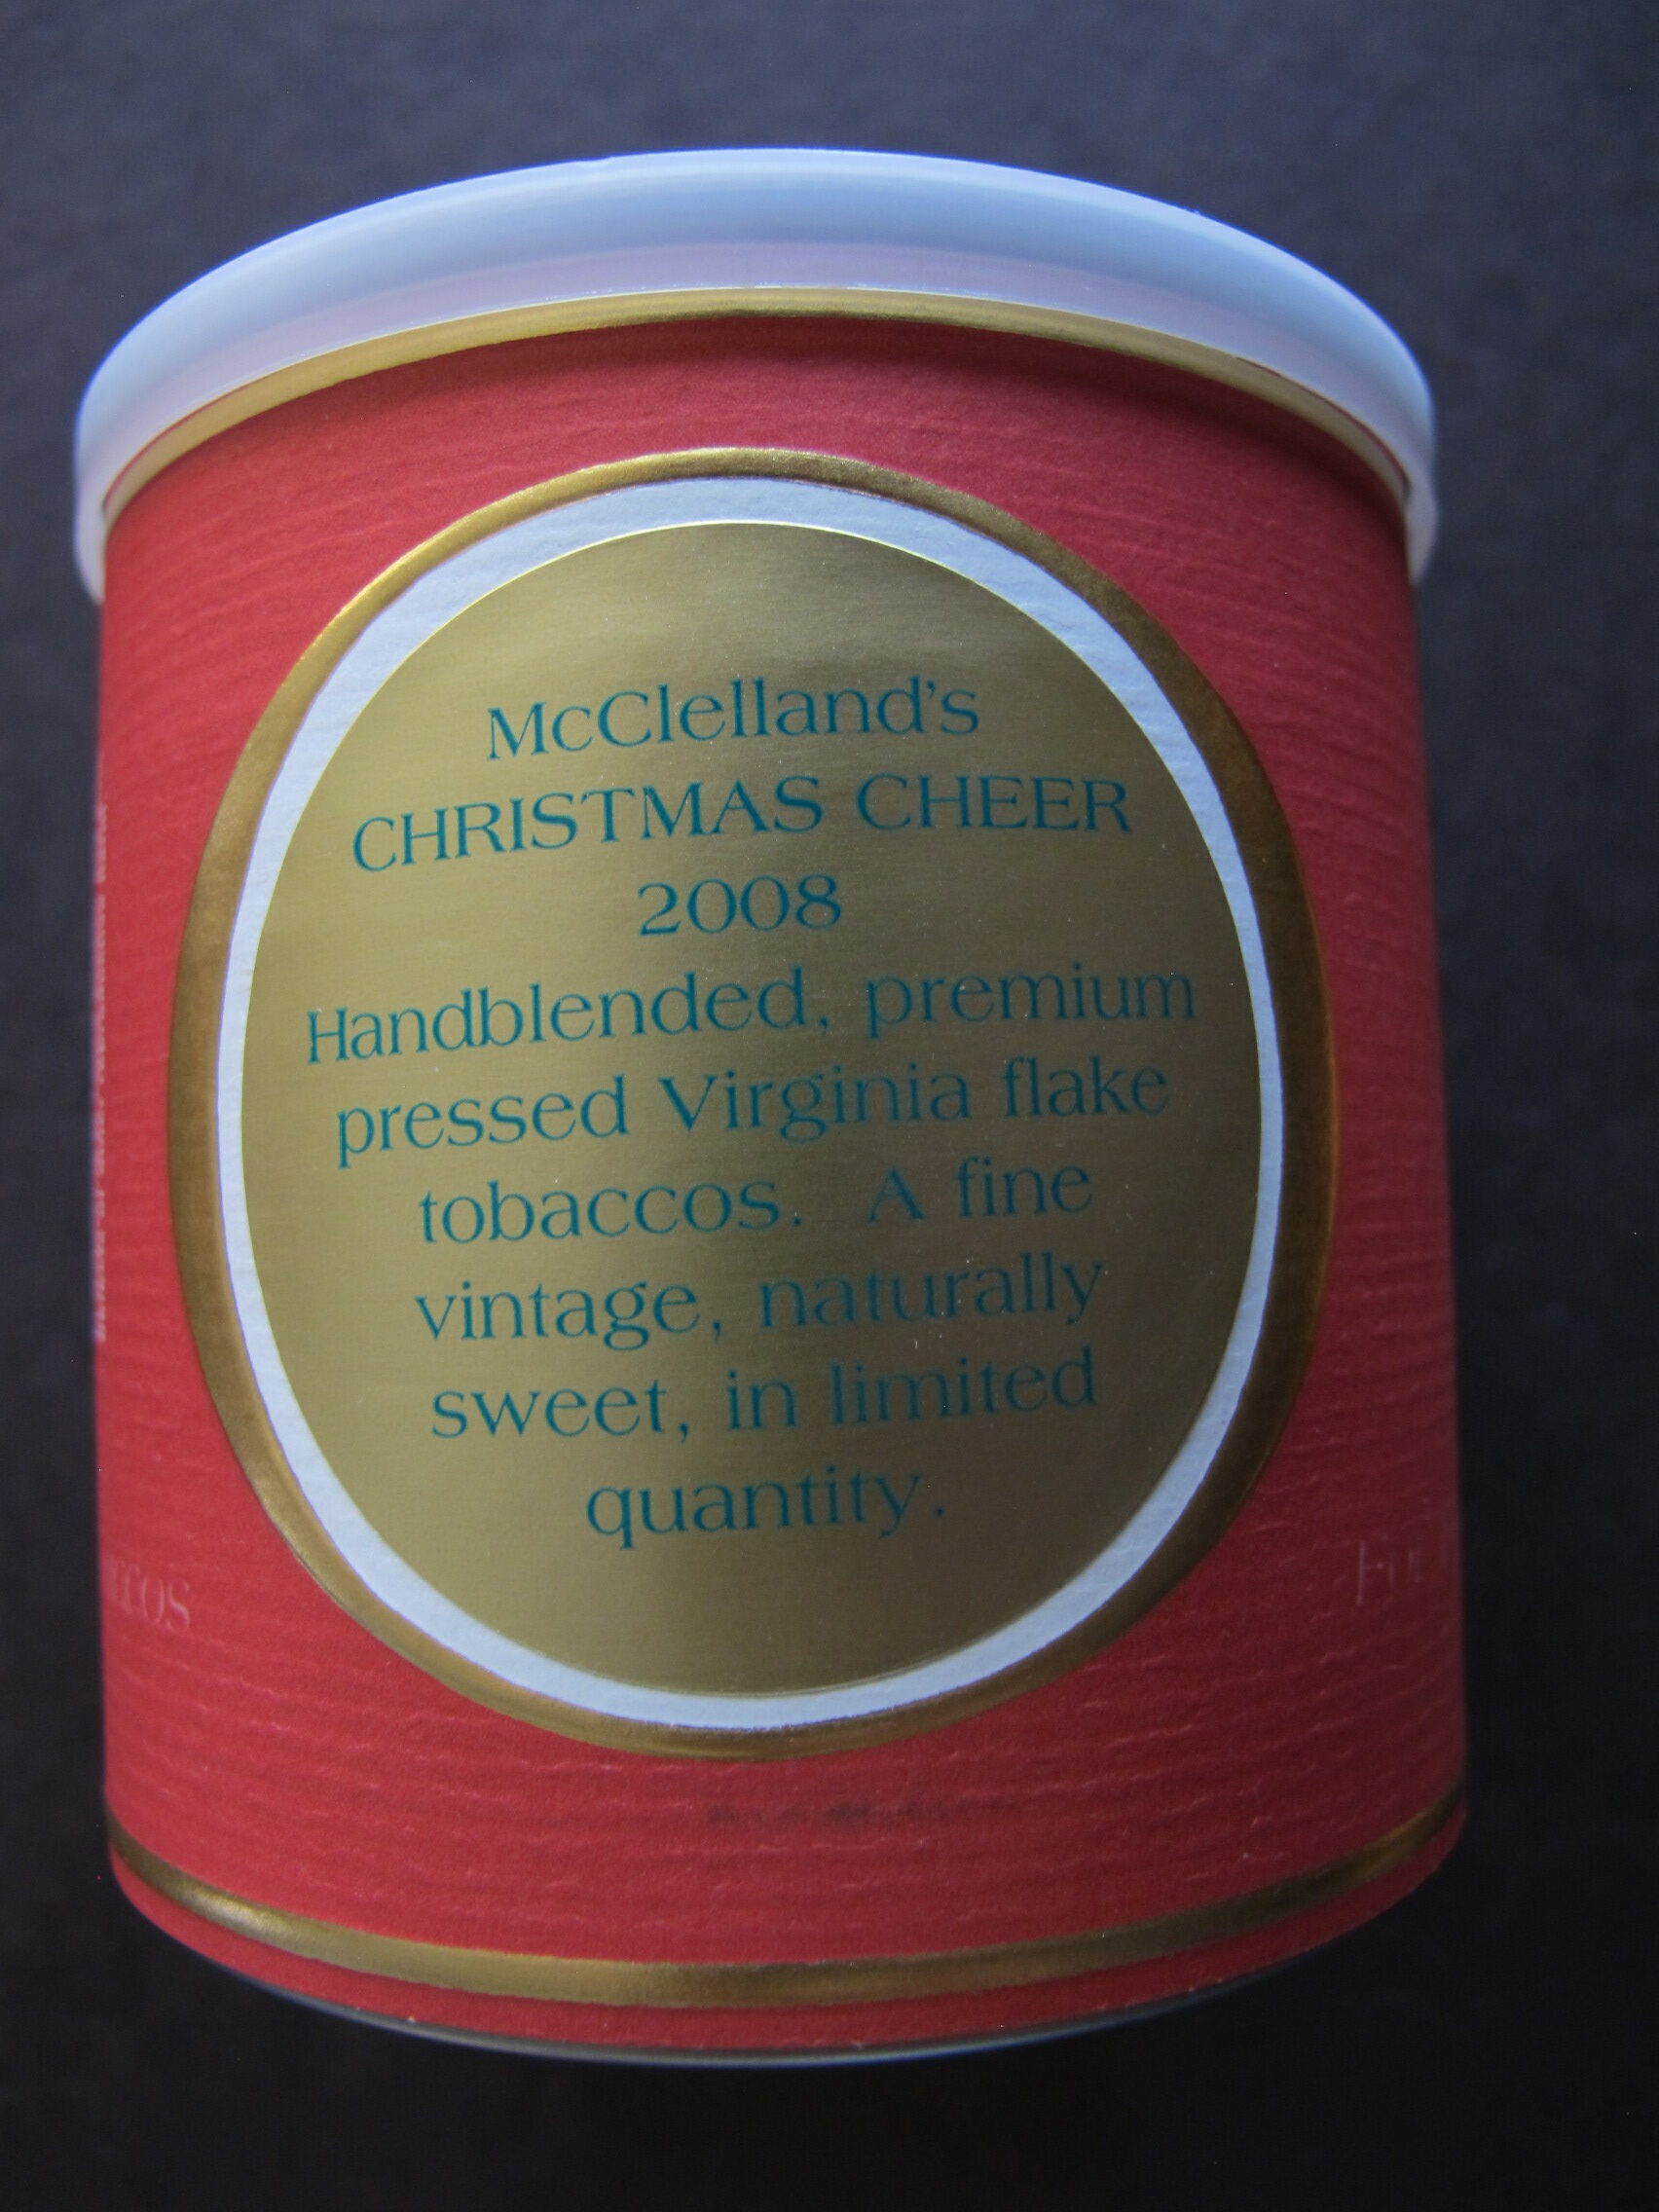 McClelland's
CHRISTMAS CHEER
2008
Handblended, premium
pressed Virginia flake
tobaccos. A fine
vintage, naturally
sweet, in limited
quantity.